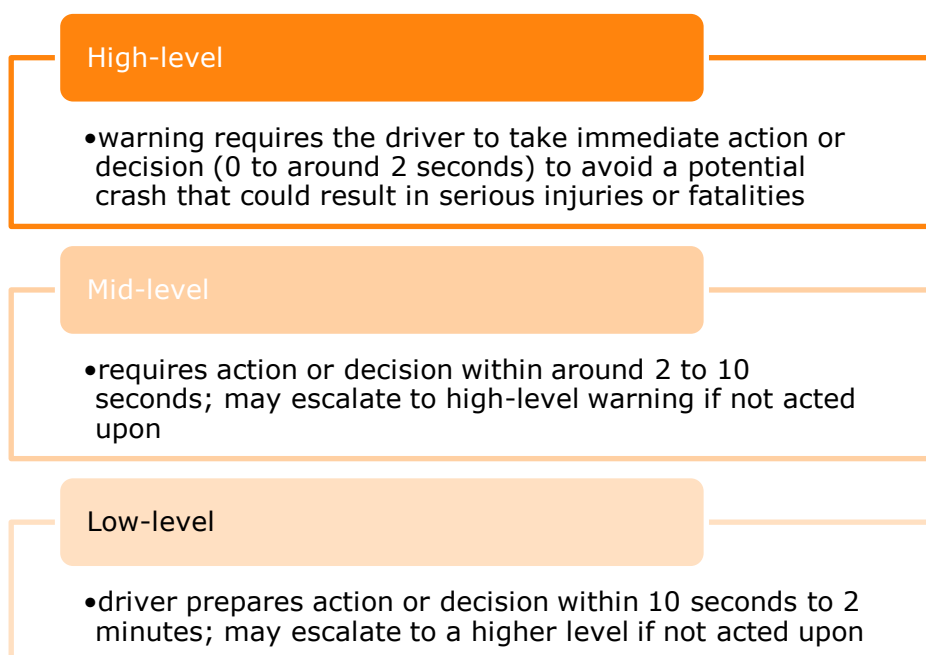 High-level
•warning requires the driver to take immediate action or
decision (0 to around 2 seconds) to avoid a potential
crash that could result in serious injuries or fatalities
Mid-level
•requires action or decision within around 2 to 10
seconds; may escalate to high-level warning if not acted
upon
Low-level
•driver prepares action or decision within 10 seconds to 2
minutes; may escalate to a higher level if not acted upon